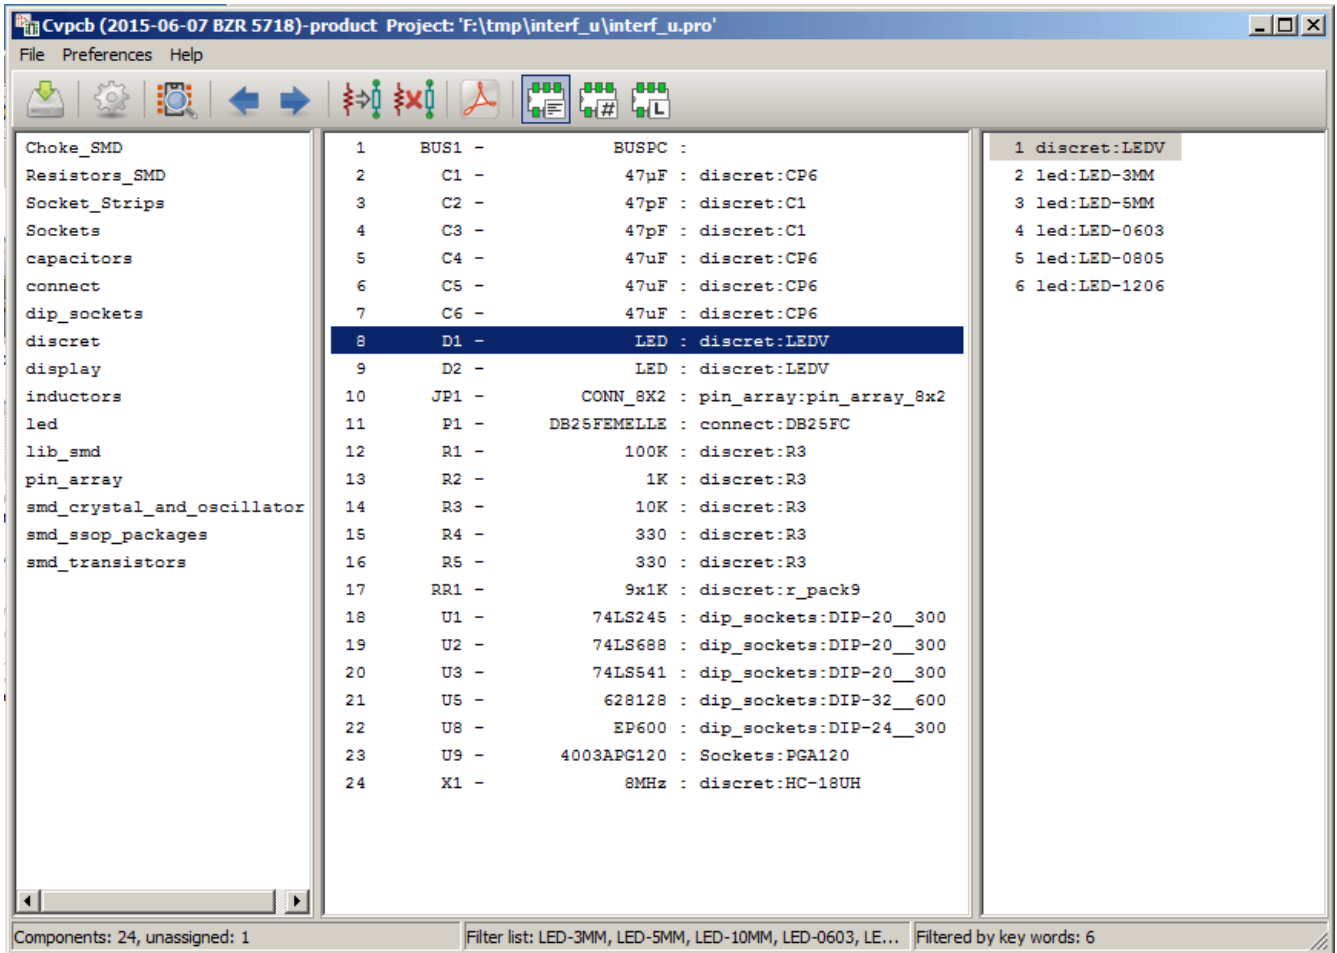 Cvpcb (2015-06-07 BZR 5718)-product Project: 'F:\tmp\interf_u\interf_u.pro'
File Preferences Help
#
L
Choke_SMD
Resistors_SMD
Socket_Strips
Sockets
capacitors
connect
dip_sockets
discret
display
inductors
led
lib_smd
pin_array
smd_crystal_and_oscillator
smd_ssop_packages
smd_transistors
1 BUS1 - BUSPC :
2 C1 - 47µF : discret:CP6
3 C2 - 47pF : discret:C1
4 C3 - 47pF : discret:C1
5 C4 - 47uF : discret:CP6
6 C5 - 47uF : discret:CP6
7 C6 - 47uF : discret:CP6
8 D1 - LED : discret:LEDV
9 D2 - LED : discret:LEDV
10 JP1 - CONN_8X2 : pin_array:pin_array_8x2
11 P1 - DB25FEMELLE : connect:DB25FC
12 R1 - 100K : discret:R3
13 R2 - 1K : discret:R3
14 R3 - 10K : discret:R3
15 R4 - 330 : discret:R3
16 R5 - 330 : discret:R3
17 RR1 - 9x1K : discret:r_pack9
18 U1 - 74LS245 : dip_sockets:DIP-20__300
19 U2 - 74LS688 : dip_sockets:DIP-20__300
20 U3 - 74LS541 : dip_sockets:DIP-20__300
21 U5 - 628128 : dip_sockets:DIP-32__600
22 U8 - EP600 : dip_sockets:DIP-24__300
23 U9 - 4003APG120 : Sockets:PGA120
24 X1 - 8MHz : discret:HC-18UH
1 discret:LEDV
2 led:LED-3MM
3 led:LED-5MM
4 led:LED-0603
5 led:LED-0805
6 led:LED-1206
Components: 24, unassigned: 1
Filter list: LED-3MM, LED-5MM, LED-10MM, LED-0603, LE...
Filtered by key words: 6